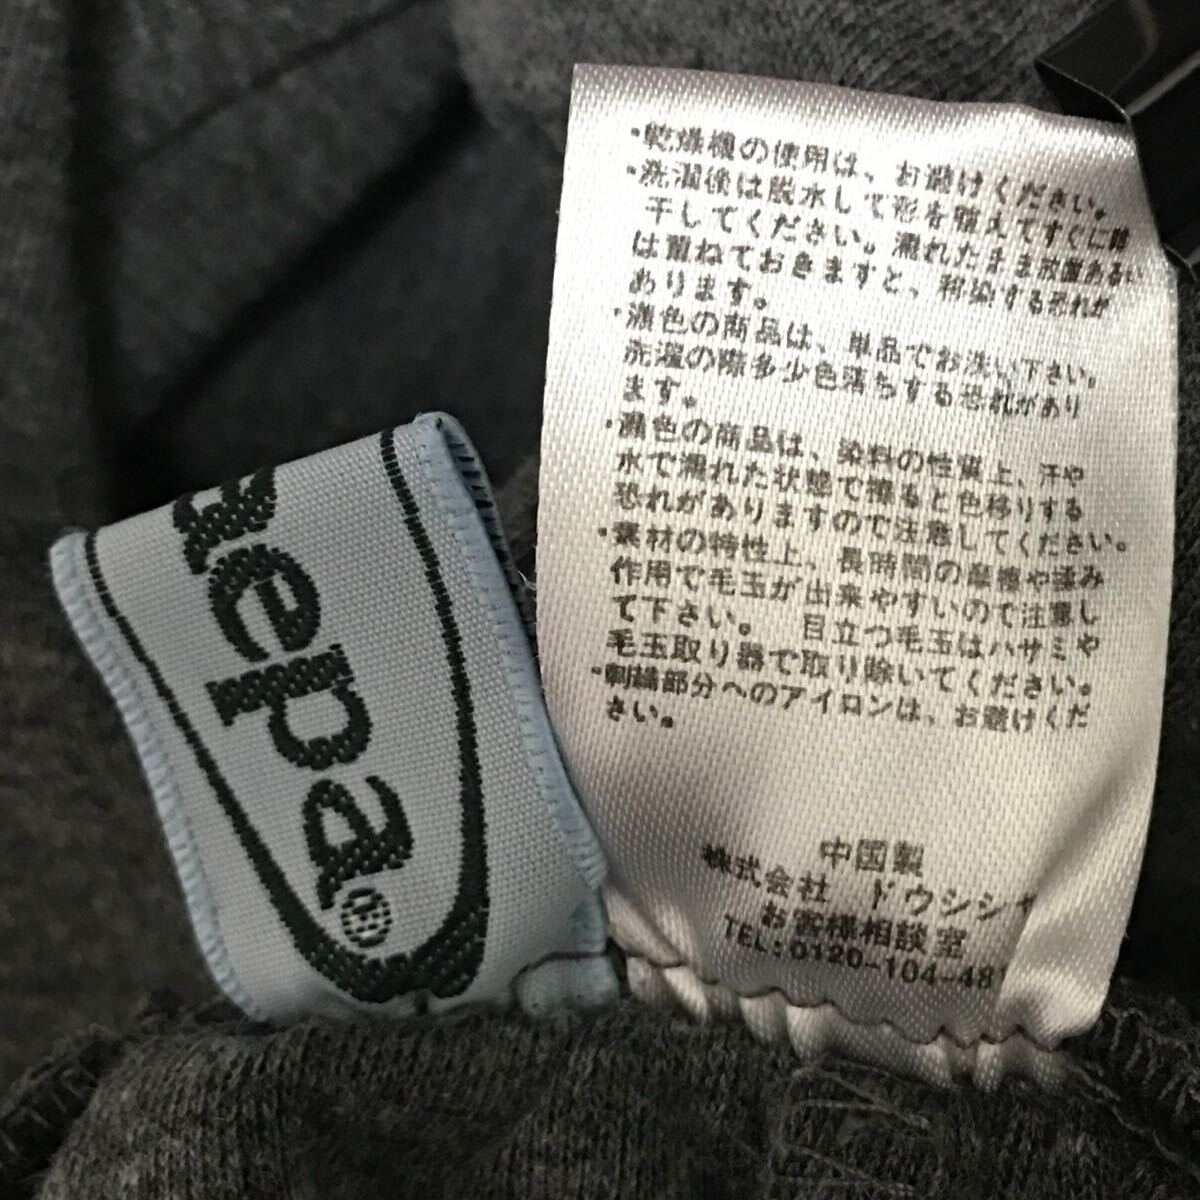 ・乾燥機の使用は、お避けください。
・洗濯後は脱水して形を整えてすぐに陰
干してください。濡れたまま放置あるい
は重ねておきますと、移染する恐れが
あります。
・濃色の商品は、単品でお洗い下さい。
洗濯の際多少色落ちする恐れがあり
ます。
・濃色の商品は、染料の性質上、汗や
水で濡れた状態で擦ると色移りする
恐れがありますので注意してください。
・素材の特性上、長時間の摩擦や揉み
作用で毛玉が出来やすいので注意し
て下さい。 目立つ毛玉はハサミや
毛玉取り器で取り除いてください。
・刺繍部分へのアイロンは、お避けくだ
さい。
中国製
株式会社 ドウシシャ
お客様相談室
TEL:0120-104-481
epa®